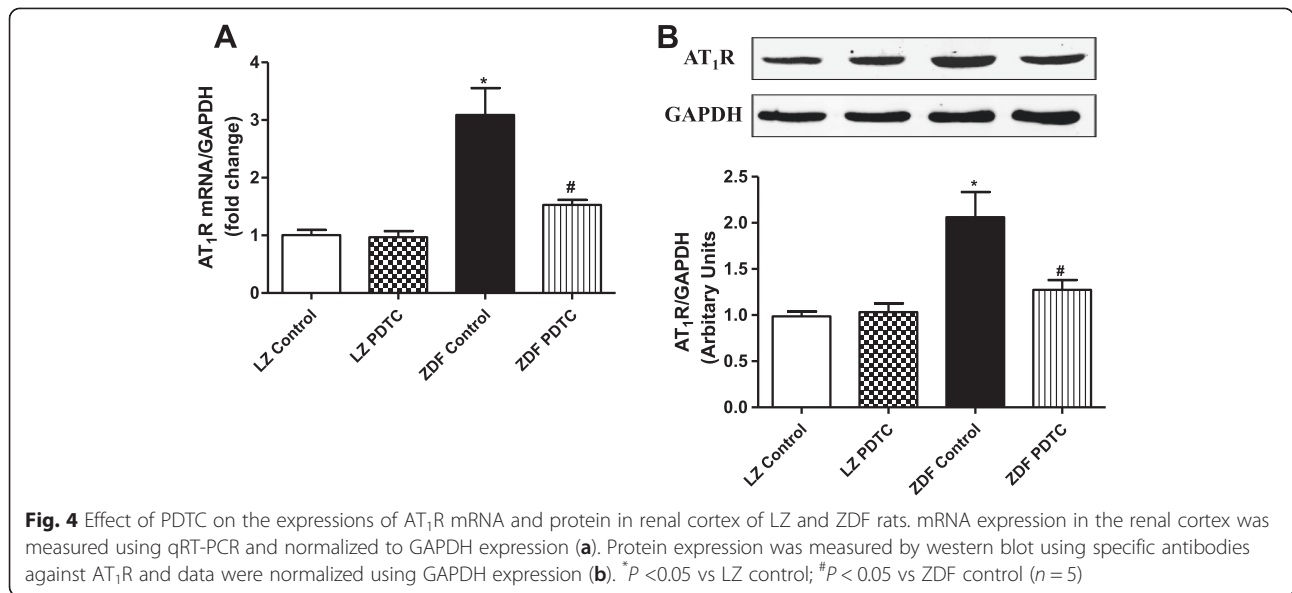 A
AT₁R mRNA/GAPDH
(fold change)
4
3
2
1
0
*
#
LZ Control
LZ PDTC
ZDF Control
ZDF PDTC
B
AT₁R
GAPDH
AT₁R/GAPDH
(Arbitary Units)
2.5
2.0
1.5
1.0
0.5
0.0
*
#
LZ Control
LZ PDTC
ZDF Control
ZDF PDTC
Fig. 4 Effect of PDTC on the expressions of AT₁R mRNA and protein in renal cortex of LZ and ZDF rats. mRNA expression in the renal cortex was
measured using qRT-PCR and normalized to GAPDH expression (a). Protein expression was measured by western blot using specific antibodies
against AT₁R and data were normalized using GAPDH expression (b). *P <0.05 vs LZ control; #P < 0.05 vs ZDF control (n = 5)